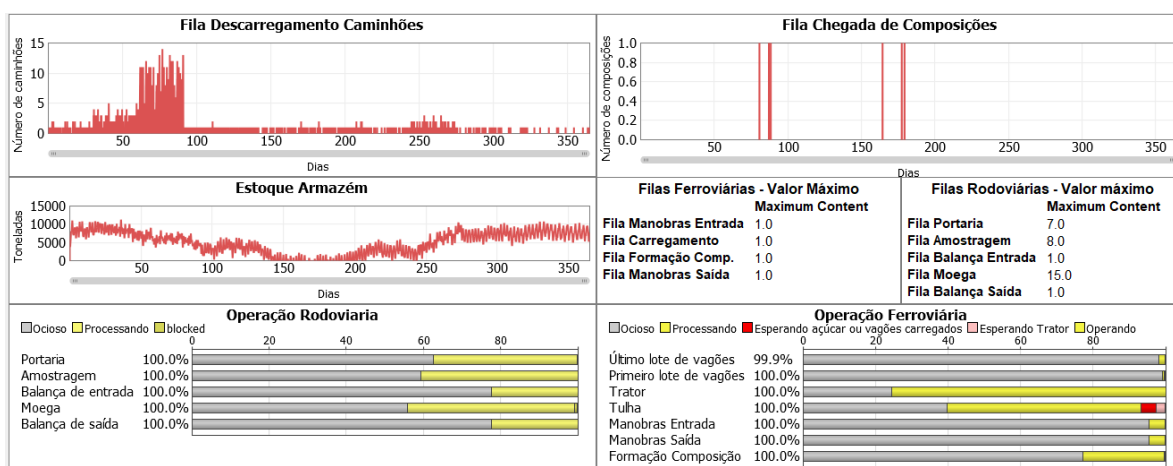 Fila Descarregamento Caminhões
Número de caminhões
15
10
5
0
50 100 150 200 250 300 350
Dias
Fila Chegada de Composições
Número de composições
1.0
0.8
0.6
0.4
0.2
0.0
50 100 150 200 250 300 350
Dias
Estoque Armazém
Toneladas
15000
10000
5000
0
50 100 150 200 250 300 350
Dias
Filas Ferroviárias - Valor Máximo
Maximum Content
Fila Manobras Entrada 1.0
Fila Carregamento 1.0
Fila Formação Comp. 1.0
Fila Manobras Saída 1.0
Filas Rodoviárias - Valor máximo
Maximum Content
Fila Portaria 7.0
Fila Amostragem 8.0
Fila Balança Entrada 1.0
Fila Moega 15.0
Fila Balança Saída 1.0
Operação Rodoviaria
Ocioso Processando blocked
0 20 40 60 80
Portaria 100.0%
Amostragem 100.0%
Balança de entrada 100.0%
Moega 100.0%
Balança de saída 100.0%
Operação Ferroviária
Ocioso Processando Esperando açúcar ou vagões carregados Esperando Trator Operando
0 20 40 60 80
Último lote de vagões 99.9%
Primeiro lote de vagões 100.0%
Trator 100.0%
Tulha 100.0%
Manobras Entrada 100.0%
Manobras Saída 100.0%
Formação Composição 100.0%